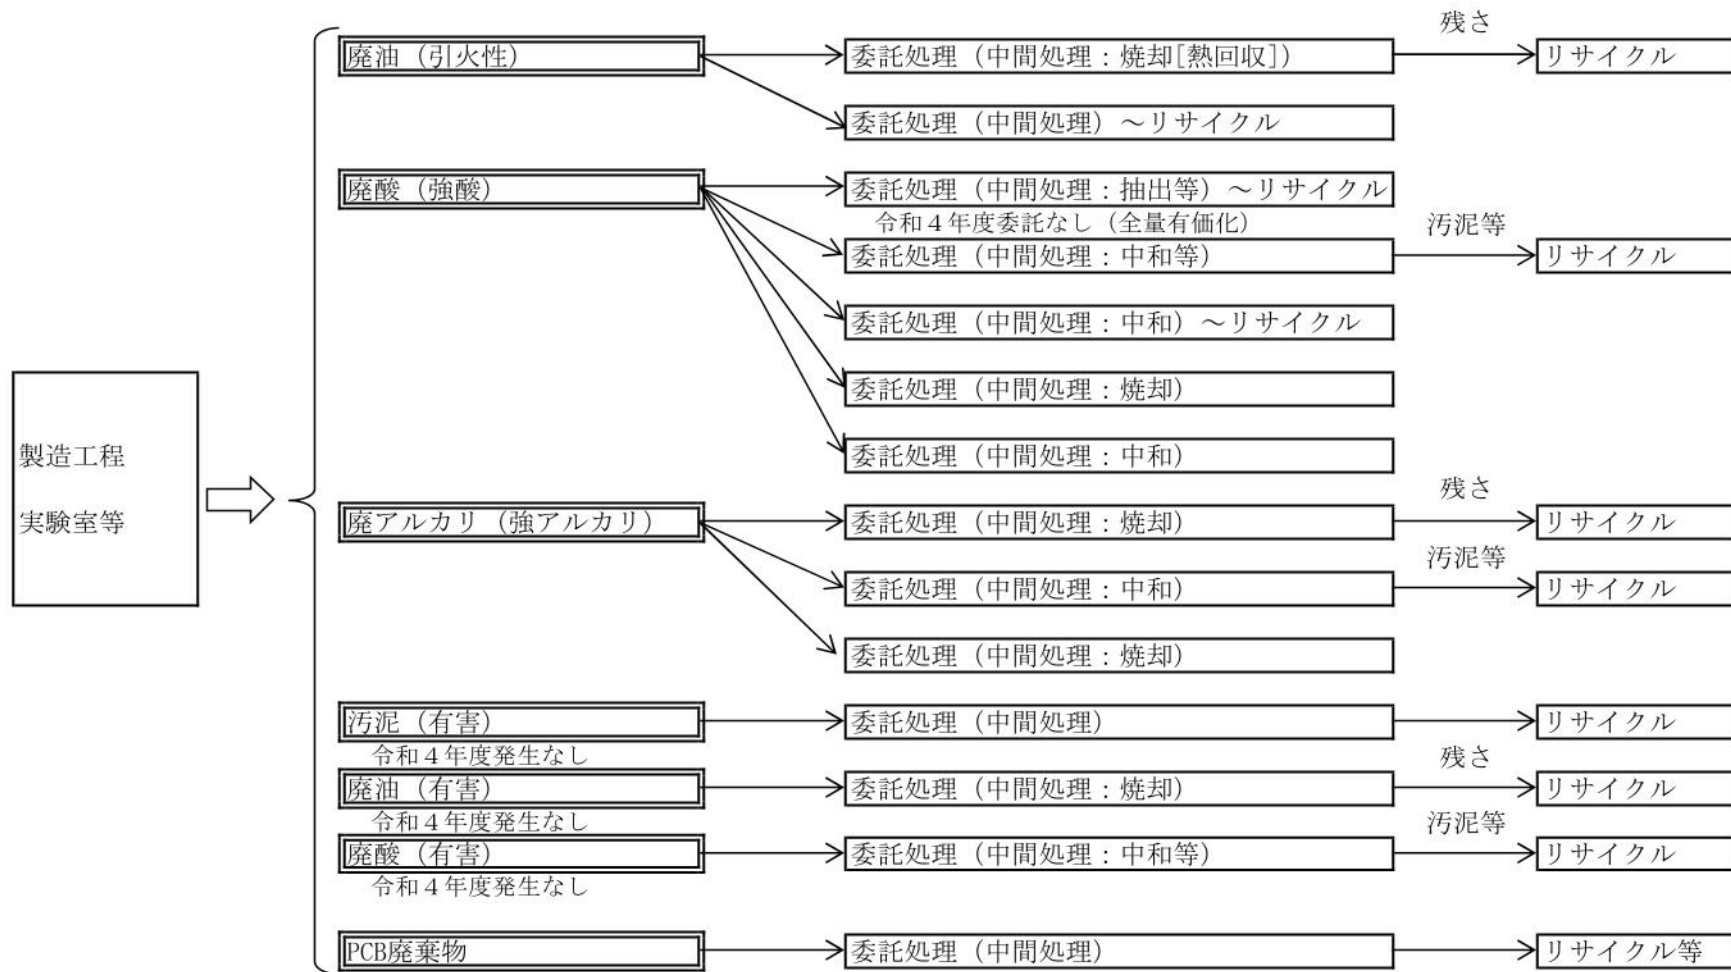 残さ
廃油（引火性）
委託処理（中間処理：焼却[熱回収]）
リサイクル
委託処理（中間処理）～リサイクル
廃酸（強酸）
委託処理（中間処理：抽出等）～リサイクル
令和４年度委託なし（全量有価化）
汚泥等
委託処理（中間処理：中和等）
リサイクル
委託処理（中間処理：中和）～リサイクル
委託処理（中間処理：焼却）
製造工程
実験室等
委託処理（中間処理：中和）
残さ
廃アルカリ（強アルカリ）
委託処理（中間処理：焼却）
リサイクル
汚泥等
委託処理（中間処理：中和）
リサイクル
委託処理（中間処理：焼却）
汚泥（有害）
委託処理（中間処理）
リサイクル
令和４年度発生なし
残さ
廃油（有害）
委託処理（中間処理：焼却）
リサイクル
令和４年度発生なし
汚泥等
廃酸（有害）
委託処理（中間処理：中和等）
リサイクル
令和４年度発生なし
PCB廃棄物
委託処理（中間処理）
リサイクル等